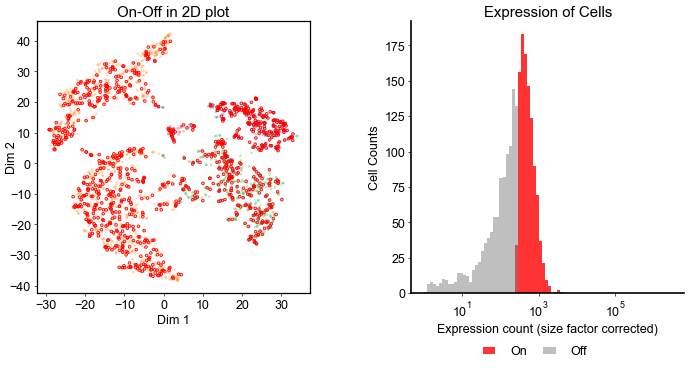 On-Off in 2D plot
40
30
20
10
0
−10
−20
−30
−40
Dim 2
−30 −20 −10 0 10 20 30
Dim 1
Expression of Cells
175
150
125
100
75
50
25
0
Cell Counts
10^1 10^3 10^5
Expression count (size factor corrected)
On Off